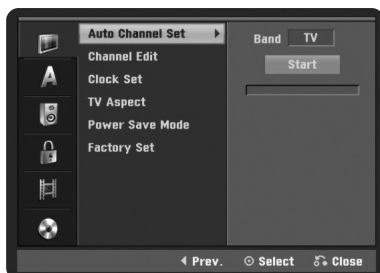 Auto Channel Set
Channel Edit
Clock Set
TV Aspect
Power Save Mode
Factory Set
Band TV
Start
A
Prev. Select Close